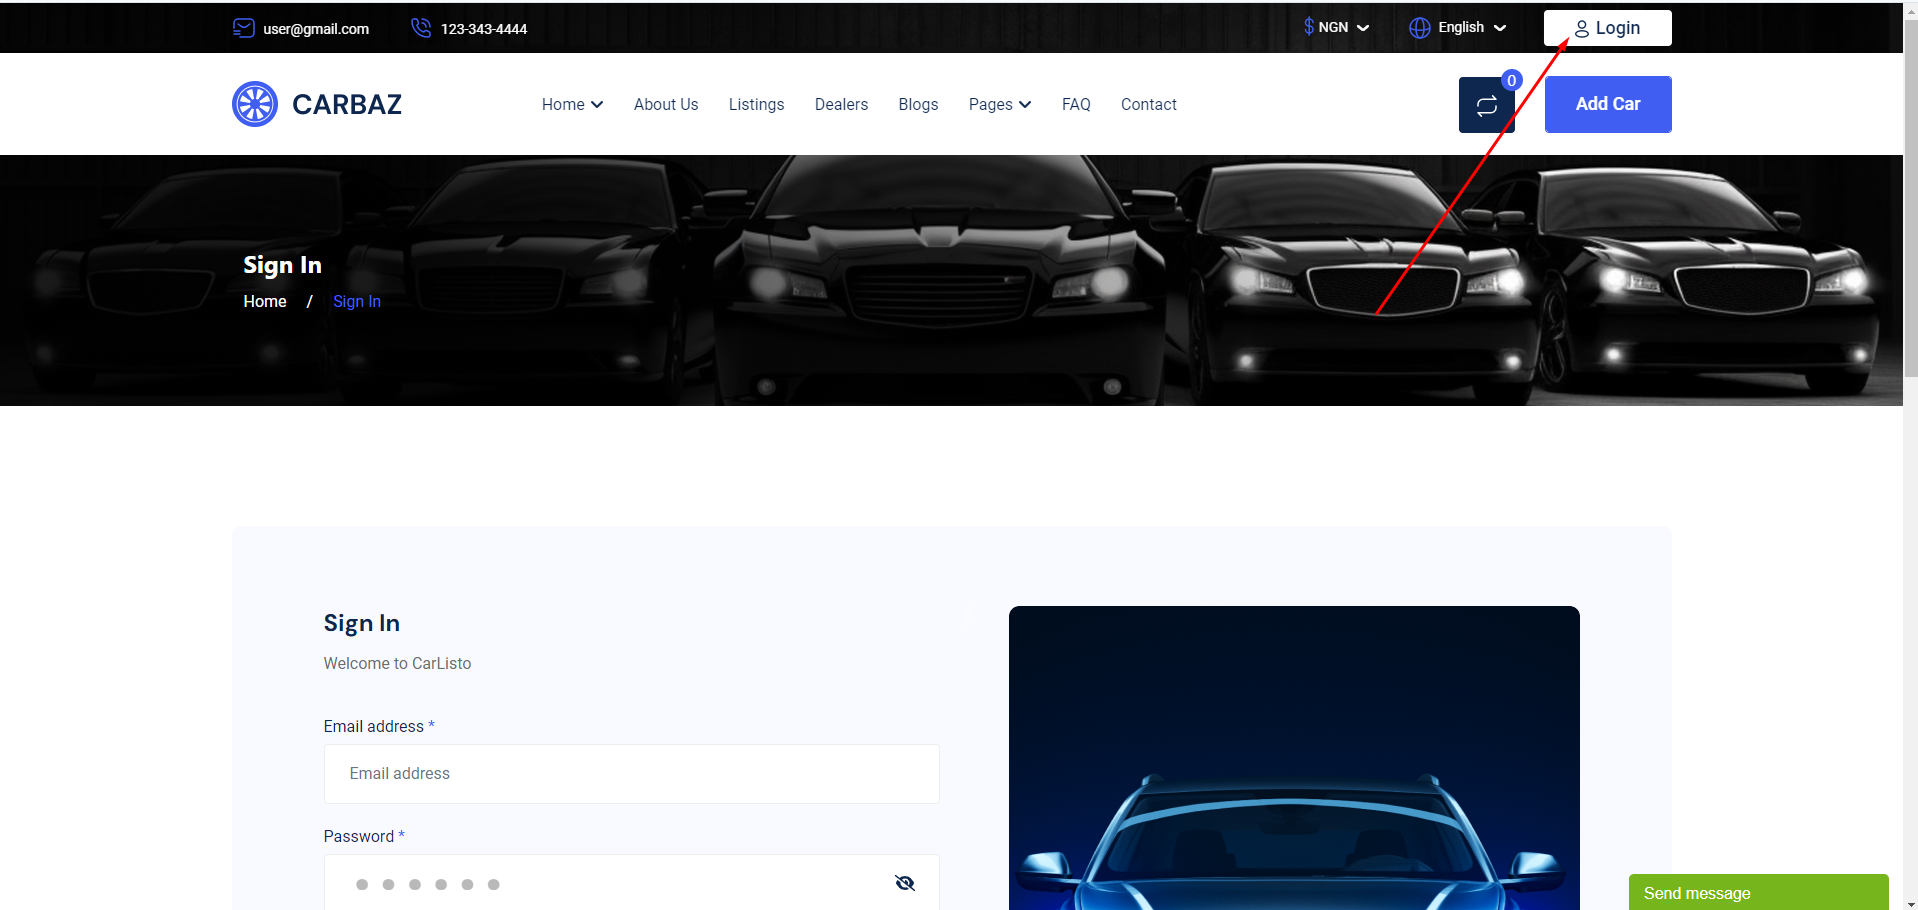 user@gmail.com 123-343-4444 $ NGN English Login
CARBAZ Home About Us Listings Dealers Blogs Pages FAQ Contact 0 Add Car
Sign In
Home / Sign In
Sign In
Welcome to CarListo
Email address *
Email address
Password *
Send message